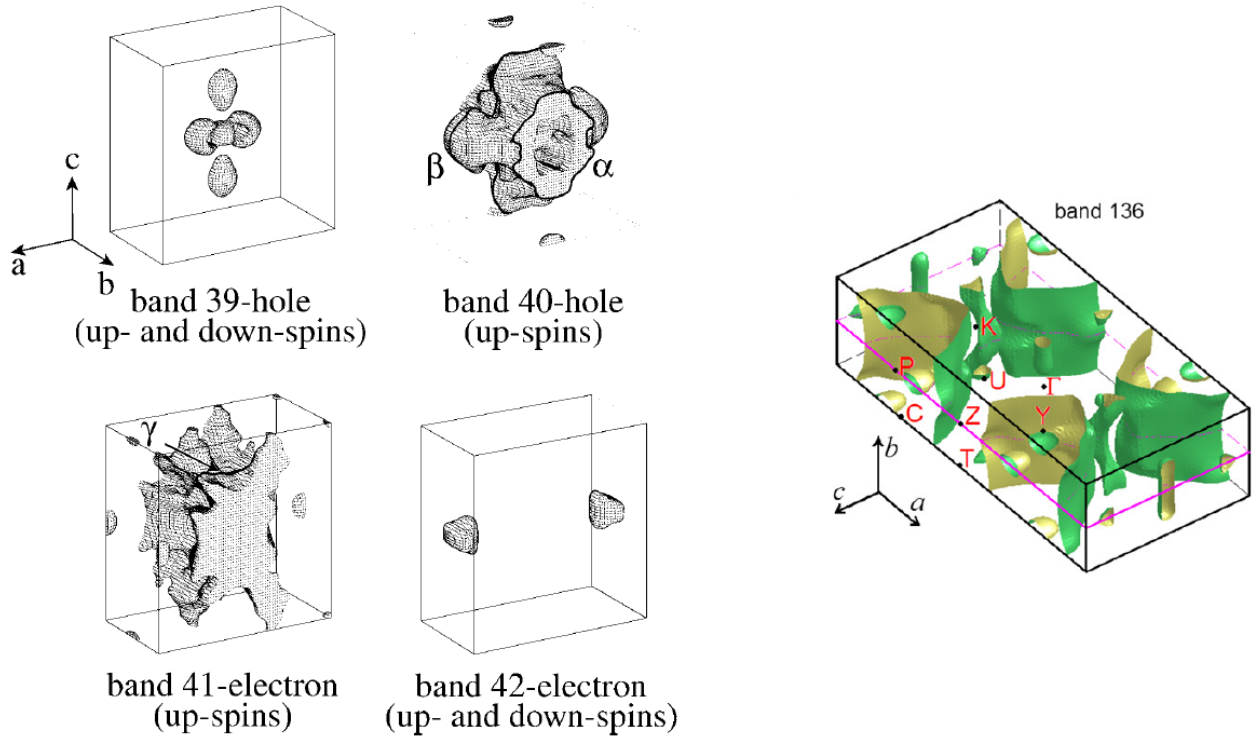 c
a
b
band 39-hole
(up- and down-spins)
β
α
band 40-hole
(up-spins)
γ
band 41-electron
(up-spins)
band 42-electron
(up- and down-spins)
band 136
K
P
U
Γ
C
Z
Y
T
b
c
a